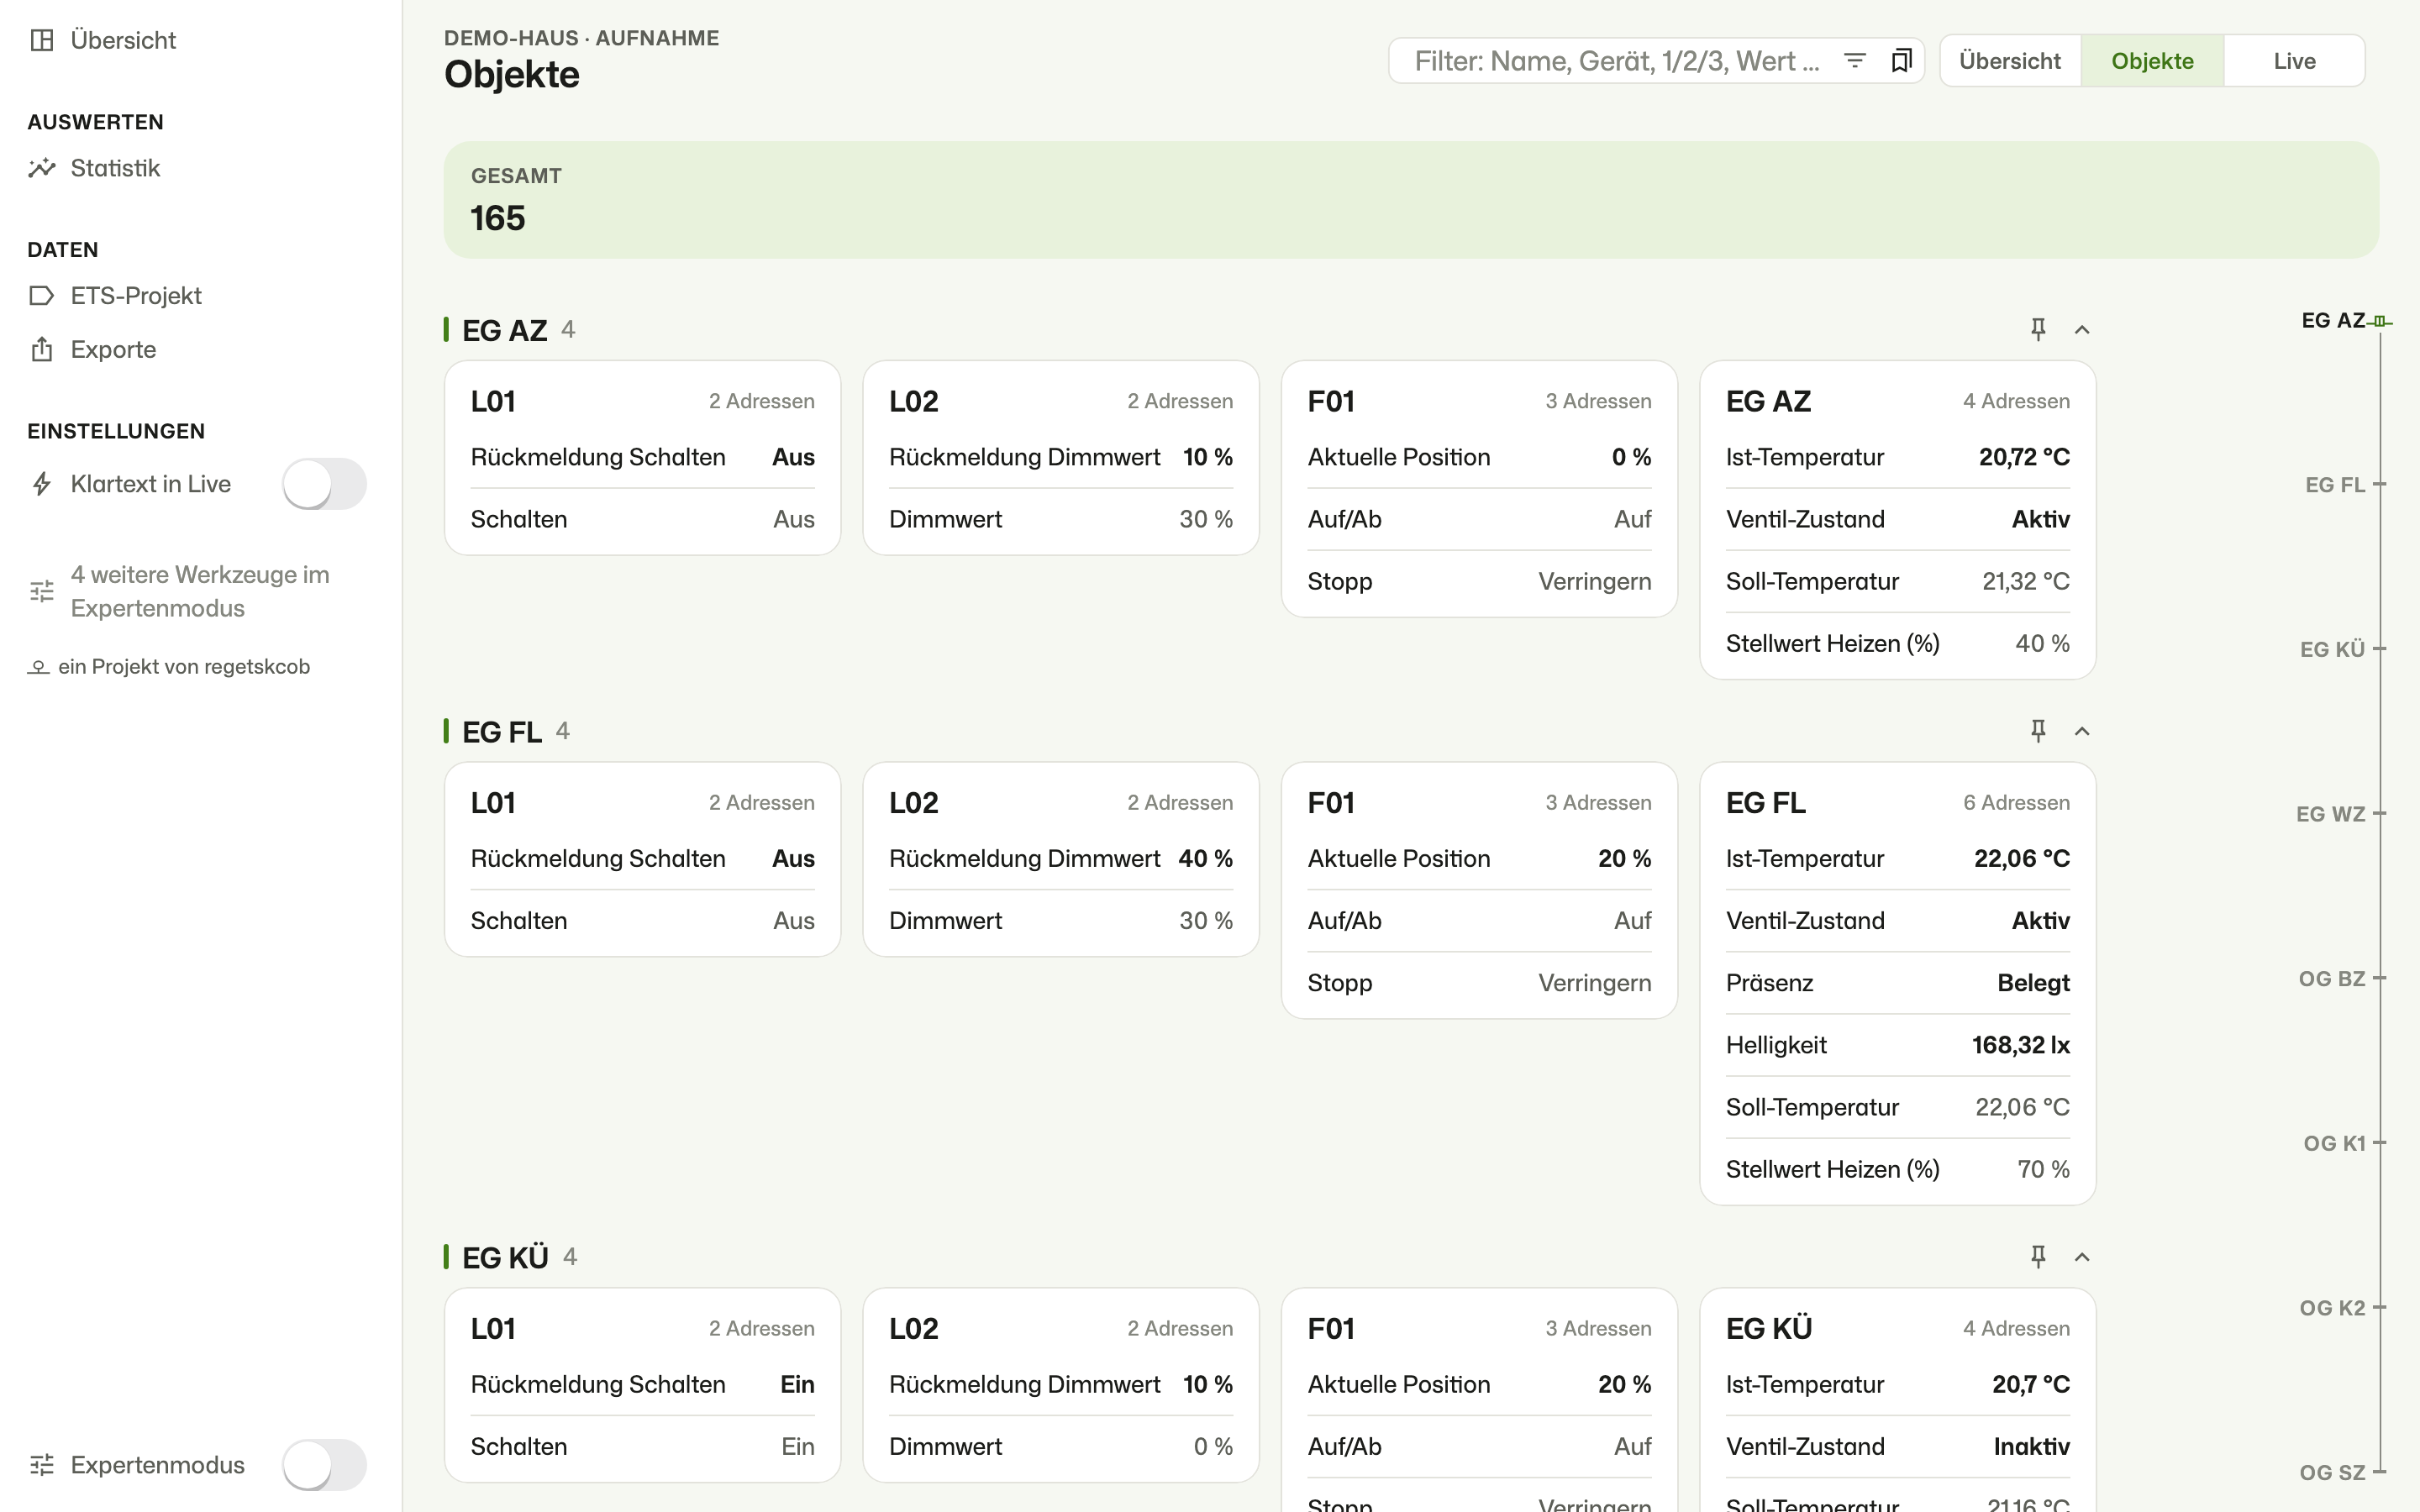 Übersicht
AUSWERTEN
Statistik
DATEN
ETS-Projekt
Exporte
EINSTELLUNGEN
Klartext in Live
4 weitere Werkzeuge im
Expertenmodus
ein Projekt von regetskcob
Expertenmodus
DEMO-HAUS · AUFNAHME
Objekte
Filter: Name, Gerät, 1/2/3, Wert ...
Übersicht Objekte Live
GESAMT
165
EG AZ 4
L01 2 Adressen
Rückmeldung Schalten Aus
Schalten Aus
L02 2 Adressen
Rückmeldung Dimmwert 10 %
Dimmwert 30 %
F01 3 Adressen
Aktuelle Position 0 %
Auf/Ab Auf
Stopp Verringern
EG AZ 4 Adressen
Ist-Temperatur 20,72 °C
Ventil-Zustand Aktiv
Soll-Temperatur 21,32 °C
Stellwert Heizen (%) 40 %
EG FL 4
L01 2 Adressen
Rückmeldung Schalten Aus
Schalten Aus
L02 2 Adressen
Rückmeldung Dimmwert 40 %
Dimmwert 30 %
F01 3 Adressen
Aktuelle Position 20 %
Auf/Ab Auf
Stopp Verringern
EG FL 6 Adressen
Ist-Temperatur 22,06 °C
Ventil-Zustand Aktiv
Präsenz Belegt
Helligkeit 168,32 lx
Soll-Temperatur 22,06 °C
Stellwert Heizen (%) 70 %
EG KÜ 4
L01 2 Adressen
Rückmeldung Schalten Ein
Schalten Ein
L02 2 Adressen
Rückmeldung Dimmwert 10 %
Dimmwert 0 %
F01 3 Adressen
Aktuelle Position 20 %
Auf/Ab Auf
Stopp Verringern
EG KÜ 4 Adressen
Ist-Temperatur 20,7 °C
Ventil-Zustand Inaktiv
Soll-Temperatur 21,16 °C
EG AZ
EG FL
EG KÜ
EG WZ
OG BZ
OG K1
OG K2
OG SZ